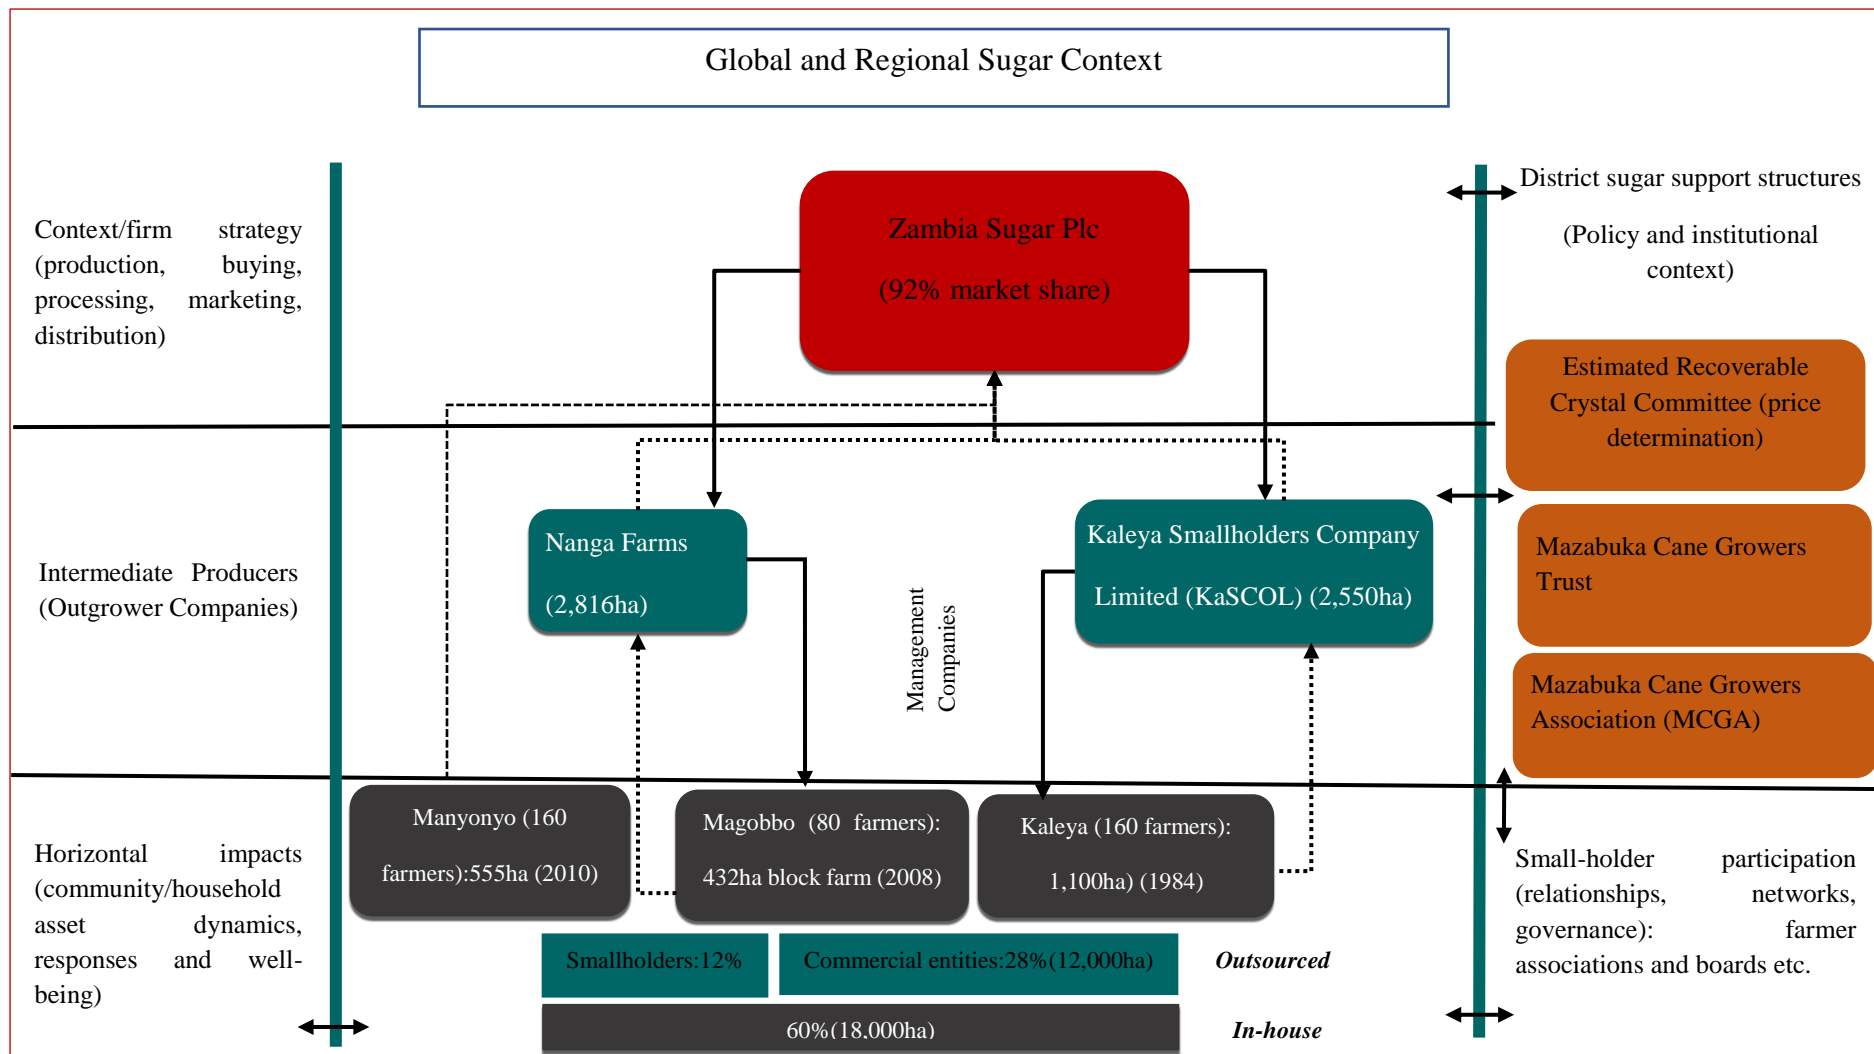 Global and Regional Sugar Context
Context/firm strategy
(production, buying,
processing, marketing,
distribution)
Zambia Sugar Plc
(92% market share)
District sugar support structures
(Policy and institutional
context)
Estimated Recoverable
Crystal Committee (price
determination)
Intermediate Producers
(Outgrower Companies)
Nanga Farms
(2,816ha)
Management
Companies
Kaleya Smallholders Company
Limited (KaSCOL) (2,550ha)
Mazabuka Cane Growers
Trust
Mazabuka Cane Growers
Association (MCGA)
Horizontal impacts
(community/household
asset dynamics,
responses and well-
being)
Manyonyo (160
farmers):555ha (2010)
Magobbo (80 farmers):
432ha block farm (2008)
Kaleya (160 farmers):
1,100ha) (1984)
Small-holder participation
(relationships, networks,
governance): farmer
associations and boards etc.
Smallholders:12%
Commercial entities:28%(12,000ha)
Outsourced
60%(18,000ha)
In-house